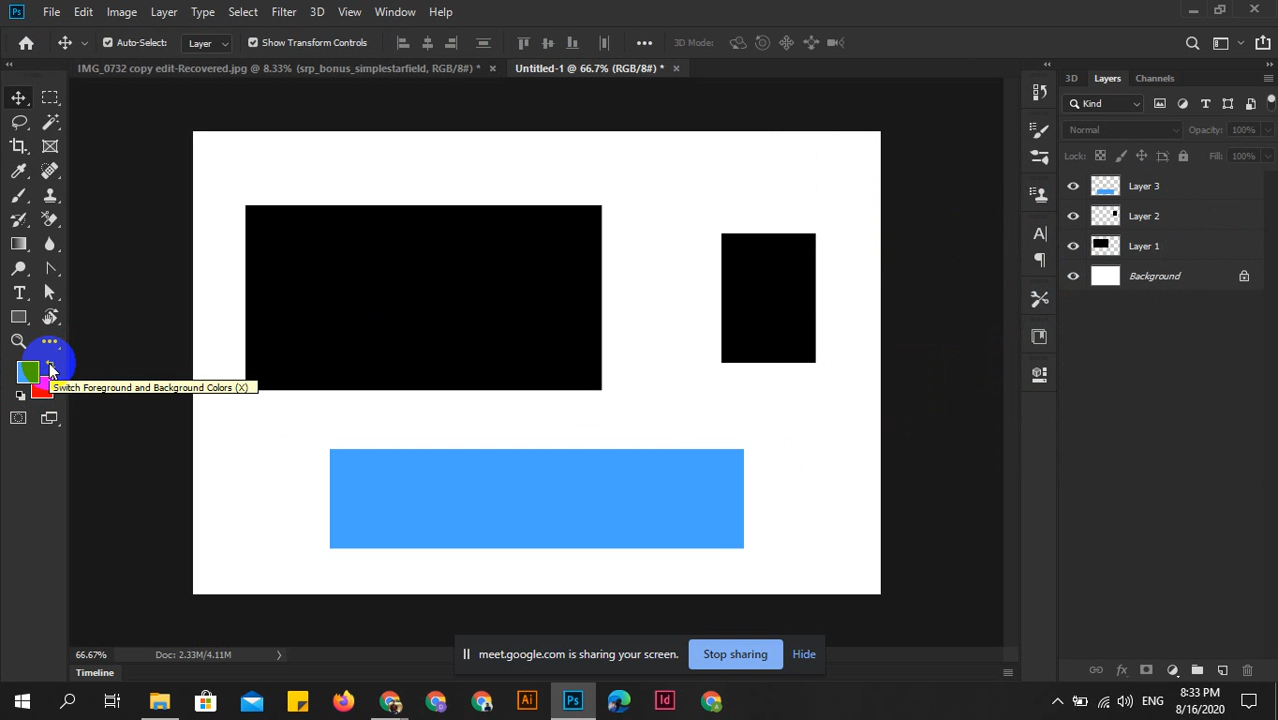 Ps File Edit Image Layer Type Select Filter 3D View Window Help
Auto-Select: Layer Show Transform Controls 3D Mode:
IMG_0732 copy edit-Recovered.jpg @ 8.33% (srp_bonus_simplestarfield, RGB/8#) * Untitled-1 @ 66.7% (RGB/8#) *
3D Layers Channels
Kind
Normal Opacity: 100%
Lock: Fill: 100%
Layer 3
Layer 2
Layer 1
Background
Switch Foreground and Background Colors (X)
66.67% Doc: 2.33M/4.11M
meet.google.com is sharing your screen. Stop sharing Hide
Timeline
Ai Ps Id
ENG 8:33 PM
8/16/2020